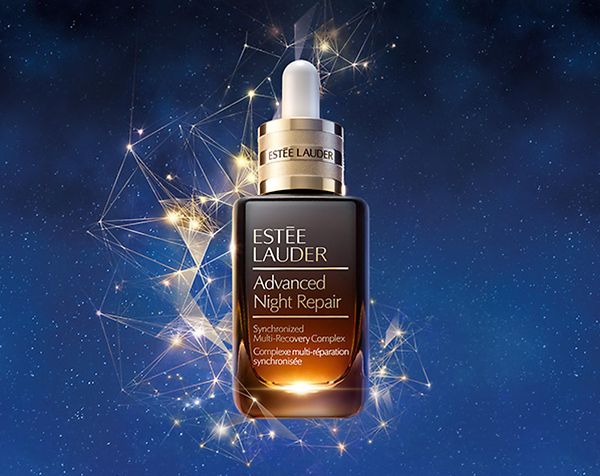 ESTĒE LAUDER
ESTĒE
LAUDER
Advanced
Night Repair
Synchronized
Multi-Recovery Complex
Complexe multi-réparation
synchronisée